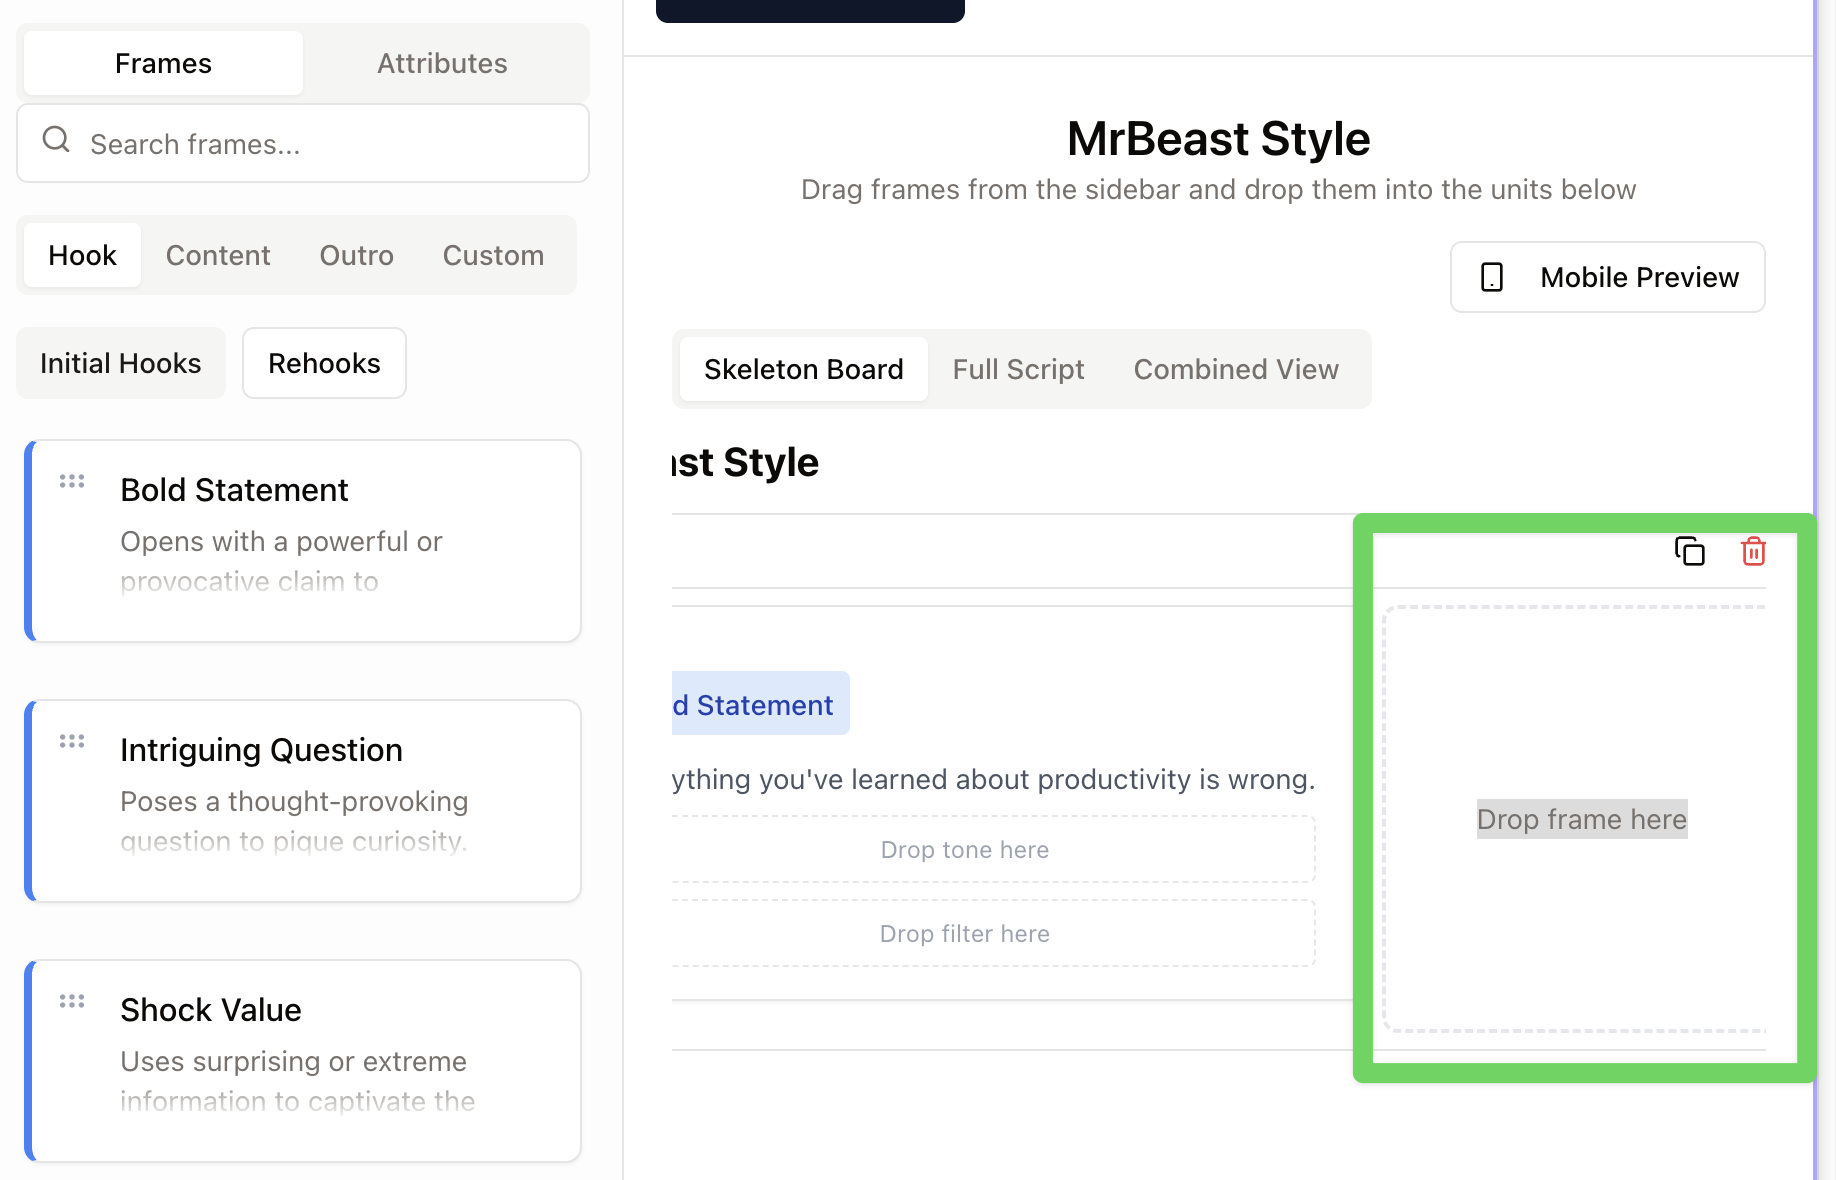 Frames
Attributes
Search frames...
Hook
Content
Outro
Custom
Initial Hooks
Rehooks
Bold Statement
Opens with a powerful or
provocative claim to
Intriguing Question
Poses a thought-provoking
question to pique curiosity.
Shock Value
Uses surprising or extreme
information to captivate the
MrBeast Style
Drag frames from the sidebar and drop them into the units below
Mobile Preview
Skeleton Board
Full Script
Combined View
ast Style
d Statement
ything you've learned about productivity is wrong.
Drop tone here
Drop filter here
Drop frame here